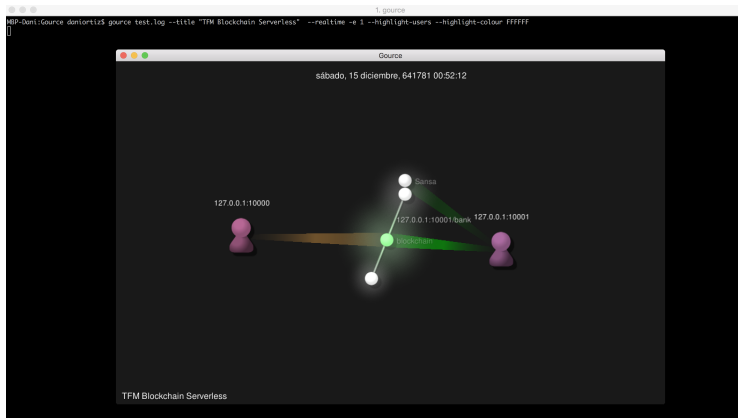 1. gource
MBP-Dani:Gource daniortiz$ gource test.log --title "TFM Blockchain Serverless"  --realtime -e 1 --highlight-users --highlight-colour FFFFFF
Gource
sábado, 15 diciembre, 641781 00:52:12
Sansa
127.0.0.1:10000
127.0.0.1:10001/bank
127.0.0.1:10001
blockchain
TFM Blockchain Serverless